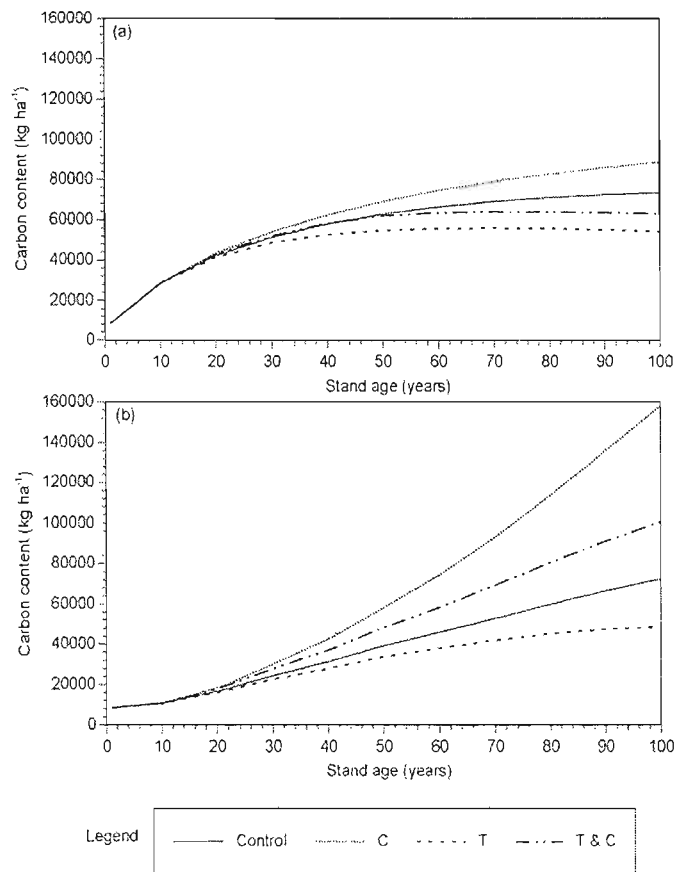 (a)
160000
140000
120000
100000
80000
60000
40000
20000
0
Carbon content (kg ha⁻¹)
0 10 20 30 40 50 60 70 80 90 100
Stand age (years)
(b)
160000
140000
120000
100000
80000
60000
40000
20000
0
Carbon content (kg ha⁻¹)
0 10 20 30 40 50 60 70 80 90 100
Stand age (years)
Legend Control C T T & C